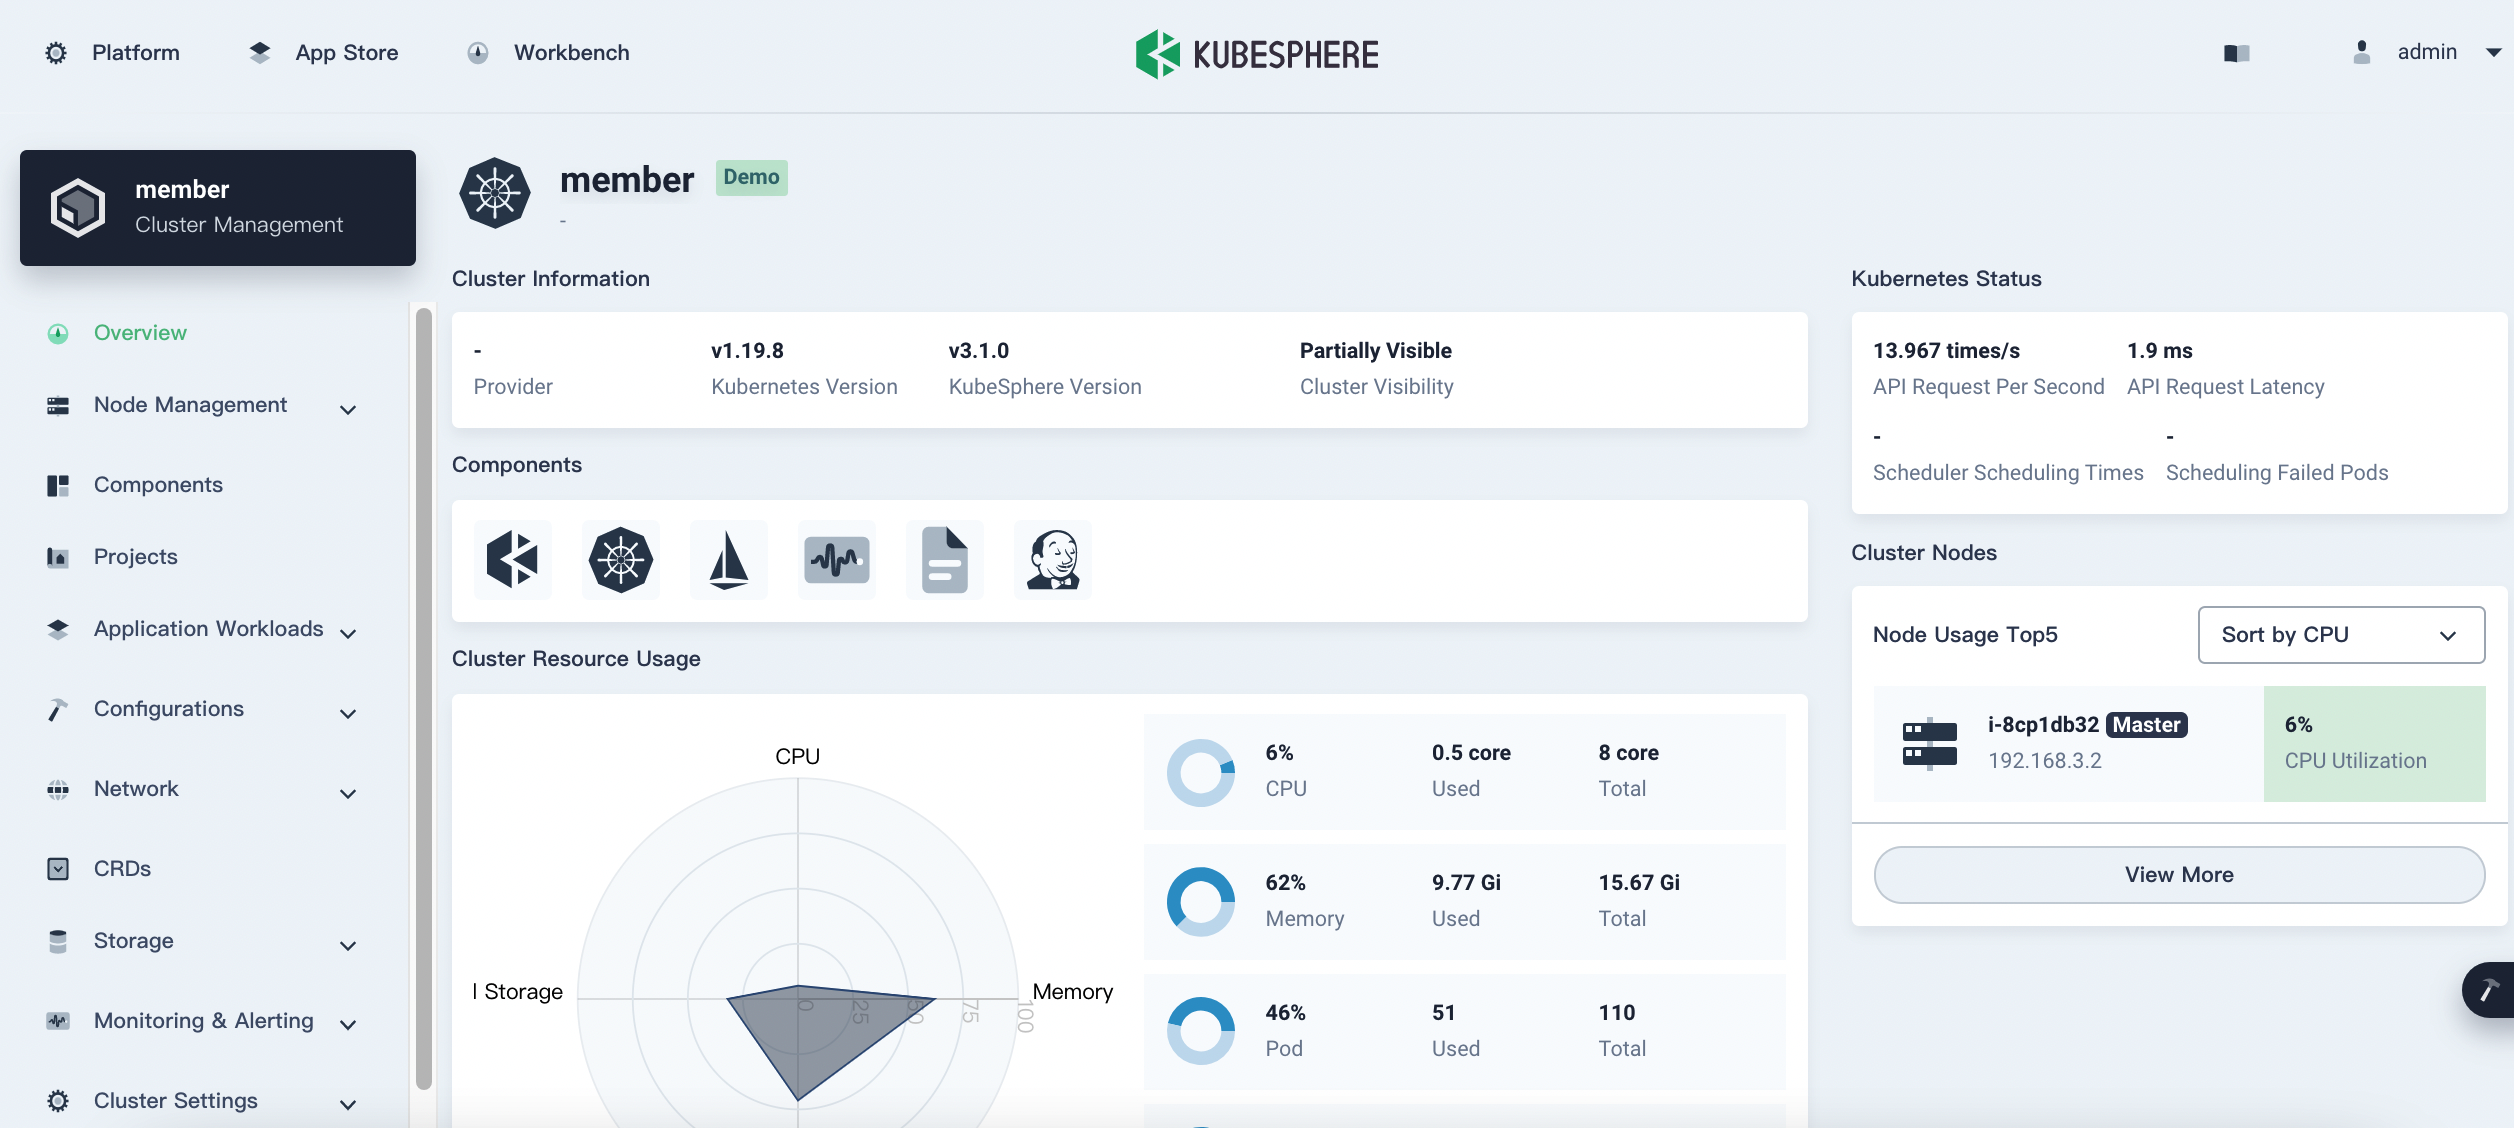 Platform
App Store
Workbench
KUBESPHERE
admin
member
Cluster Management
Overview
Node Management
Components
Projects
Application Workloads
Configurations
Network
CRDs
Storage
Monitoring & Alerting
Cluster Settings
member Demo
-
Cluster Information
- v1.19.8 v3.1.0 Partially Visible
Provider Kubernetes Version KubeSphere Version Cluster Visibility
Components
Cluster Resource Usage
CPU
l Storage
Memory
0 25 50 75 100
6% 0.5 core 8 core
CPU Used Total
62% 9.77 Gi 15.67 Gi
Memory Used Total
46% 51 110
Pod Used Total
Kubernetes Status
13.967 times/s 1.9 ms
API Request Per Second API Request Latency
- -
Scheduler Scheduling Times Scheduling Failed Pods
Cluster Nodes
Node Usage Top5 Sort by CPU
i-8cp1db32 Master 6%
192.168.3.2 CPU Utilization
View More